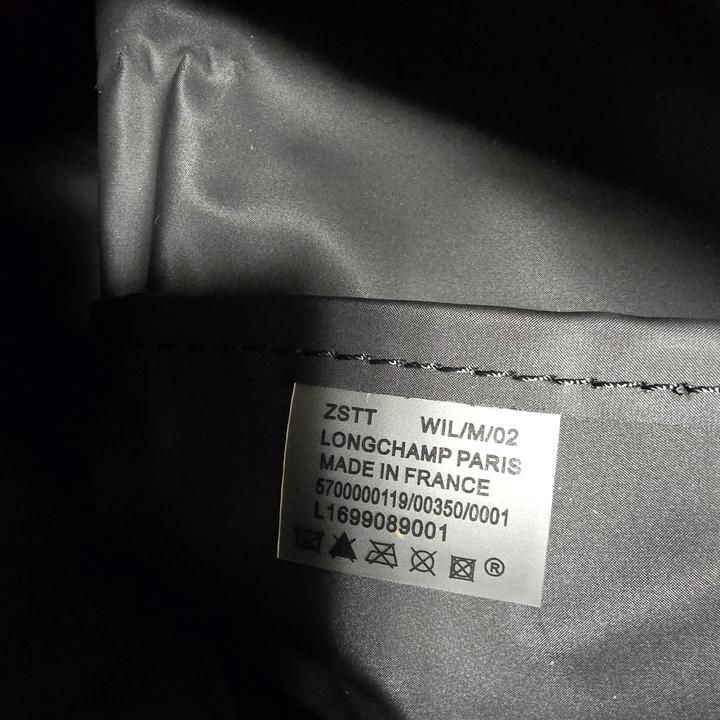 ZSTT WIL/M/02
LONGCHAMP PARIS
MADE IN FRANCE
5700000119/00350/0001
L1699089001
®